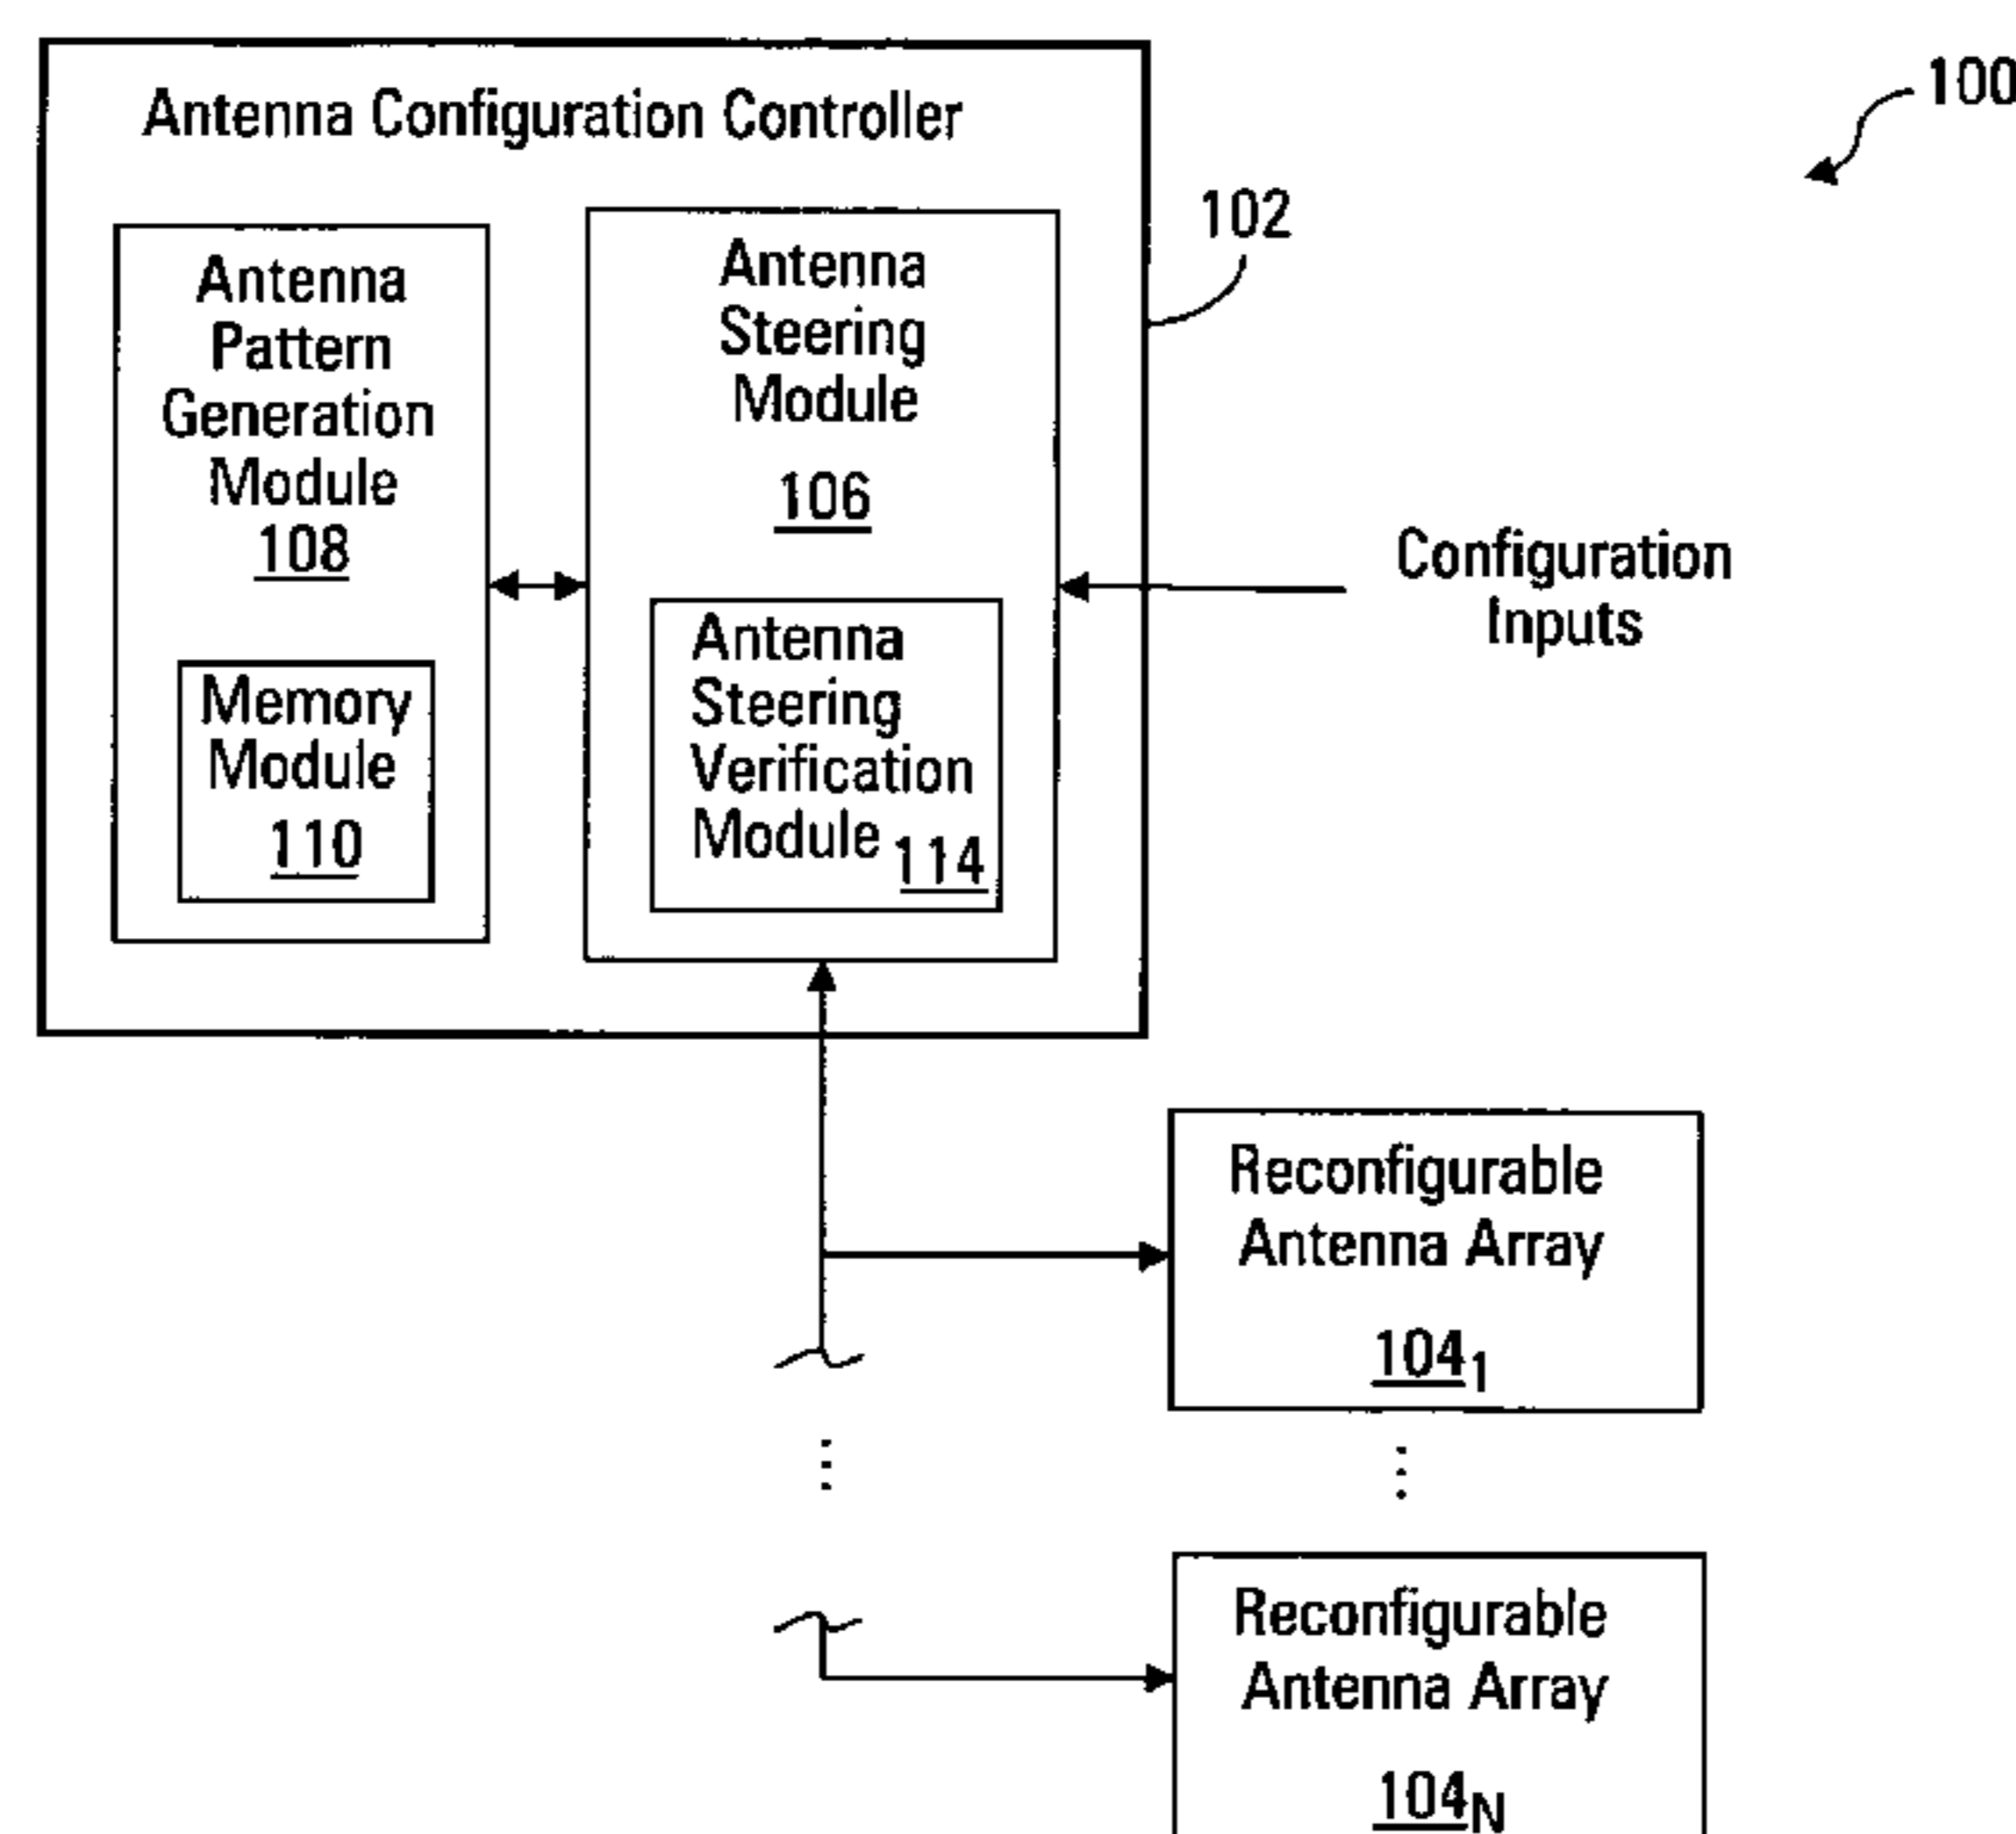 Antenna Configuration Controller
100
102
Antenna
Pattern
Generation
Module
108
Memory
Module
110
Antenna
Steering
Module
106
Antenna
Steering
Verification
Module 114
Configuration
Inputs
Reconfigurable
Antenna Array
104₁
Reconfigurable
Antenna Array
104_N